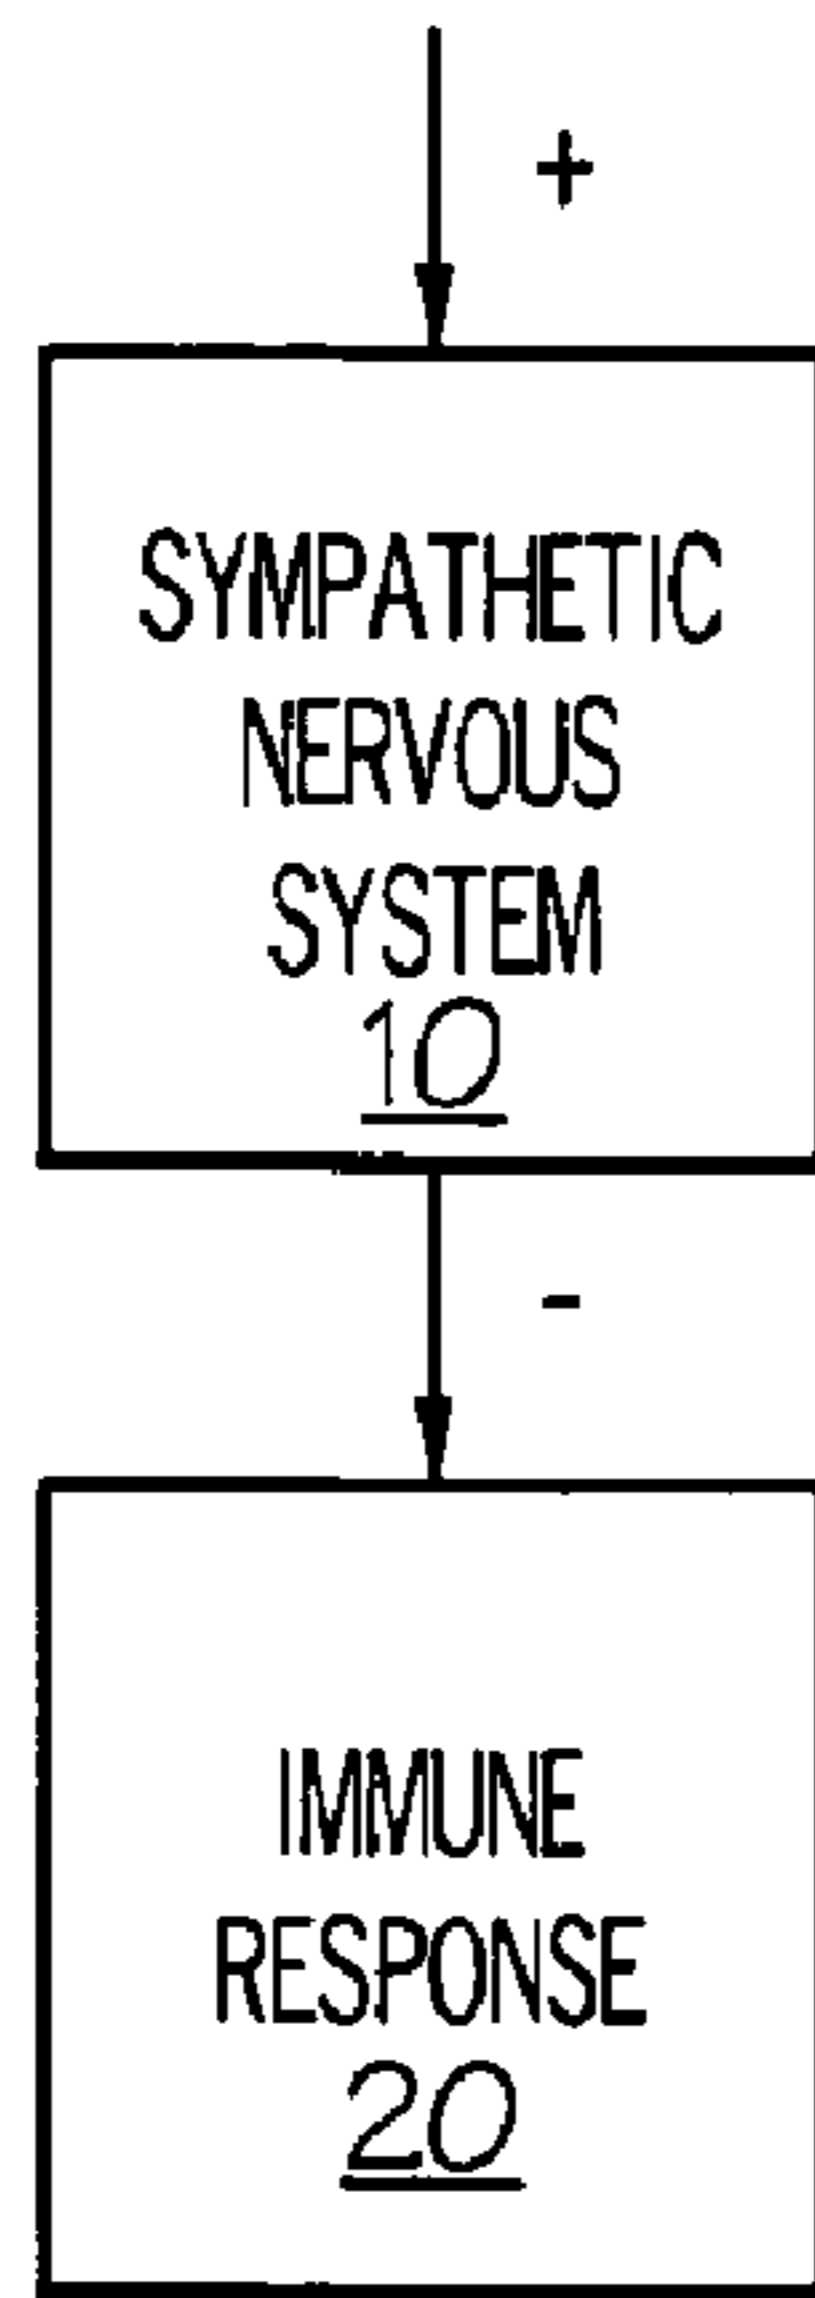 +
SYMPATHETIC
NERVOUS
SYSTEM
10
-
IMMUNE
RESPONSE
20